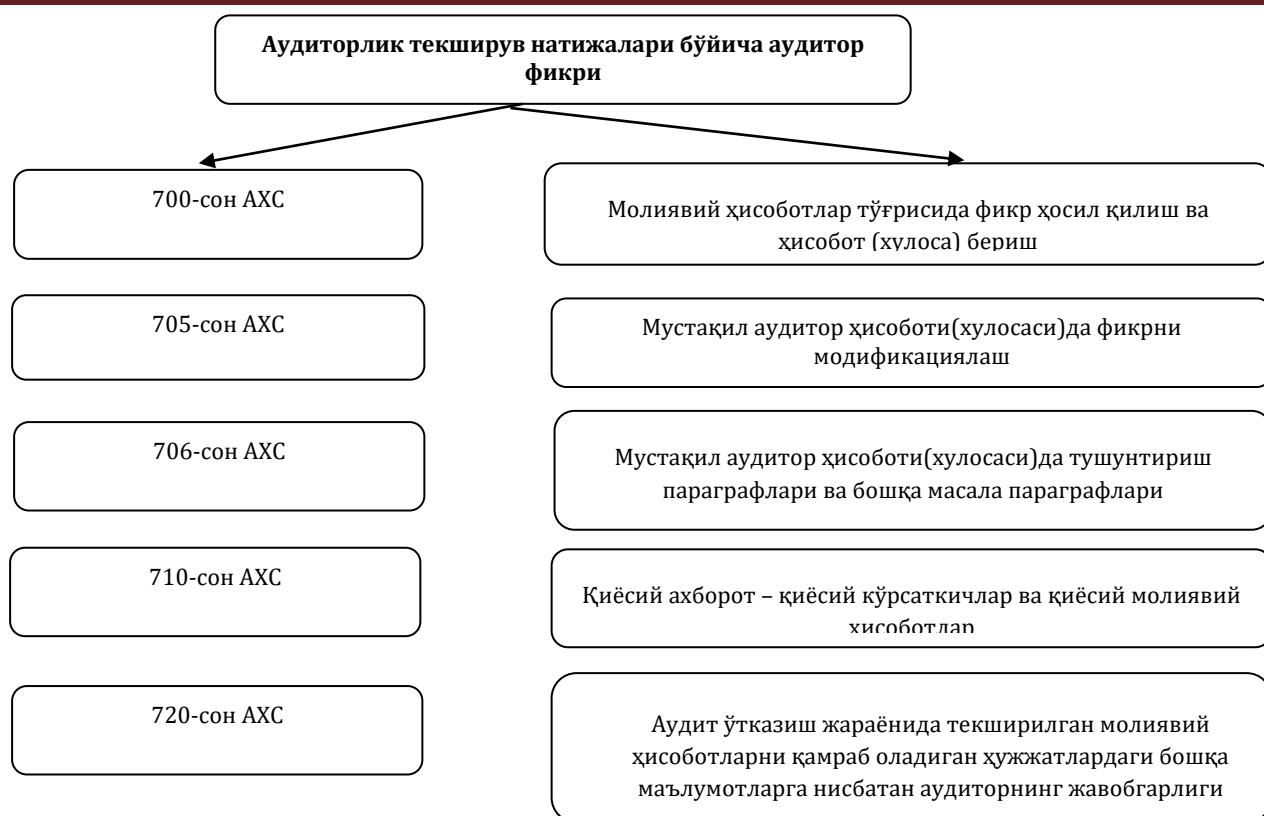 Аудиторлик текширув натижалари бўйича аудитор
фикри
700-сон АХС
Молиявий ҳисоботлар тўғрисида фикр ҳосил қилиш ва
ҳисобот (хулоса) бериш
705-сон АХС
Мустақил аудитор ҳисоботи(хулосаси)да фикрни
модификациялаш
706-сон АХС
Мустақил аудитор ҳисоботи(хулосаси)да тушунтириш
параграфлари ва бошқа масала параграфлари
710-сон АХС
Қиёсий ахборот – қиёсий кўрсаткичлар ва қиёсий молиявий
ҳисоботлар
720-сон АХС
Аудит ўтказиш жараёнида текширилган молиявий
ҳисоботларни қамраб оладиган ҳужжатлардаги бошқа
маълумотларга нисбатан аудиторнинг жавобгарлиги